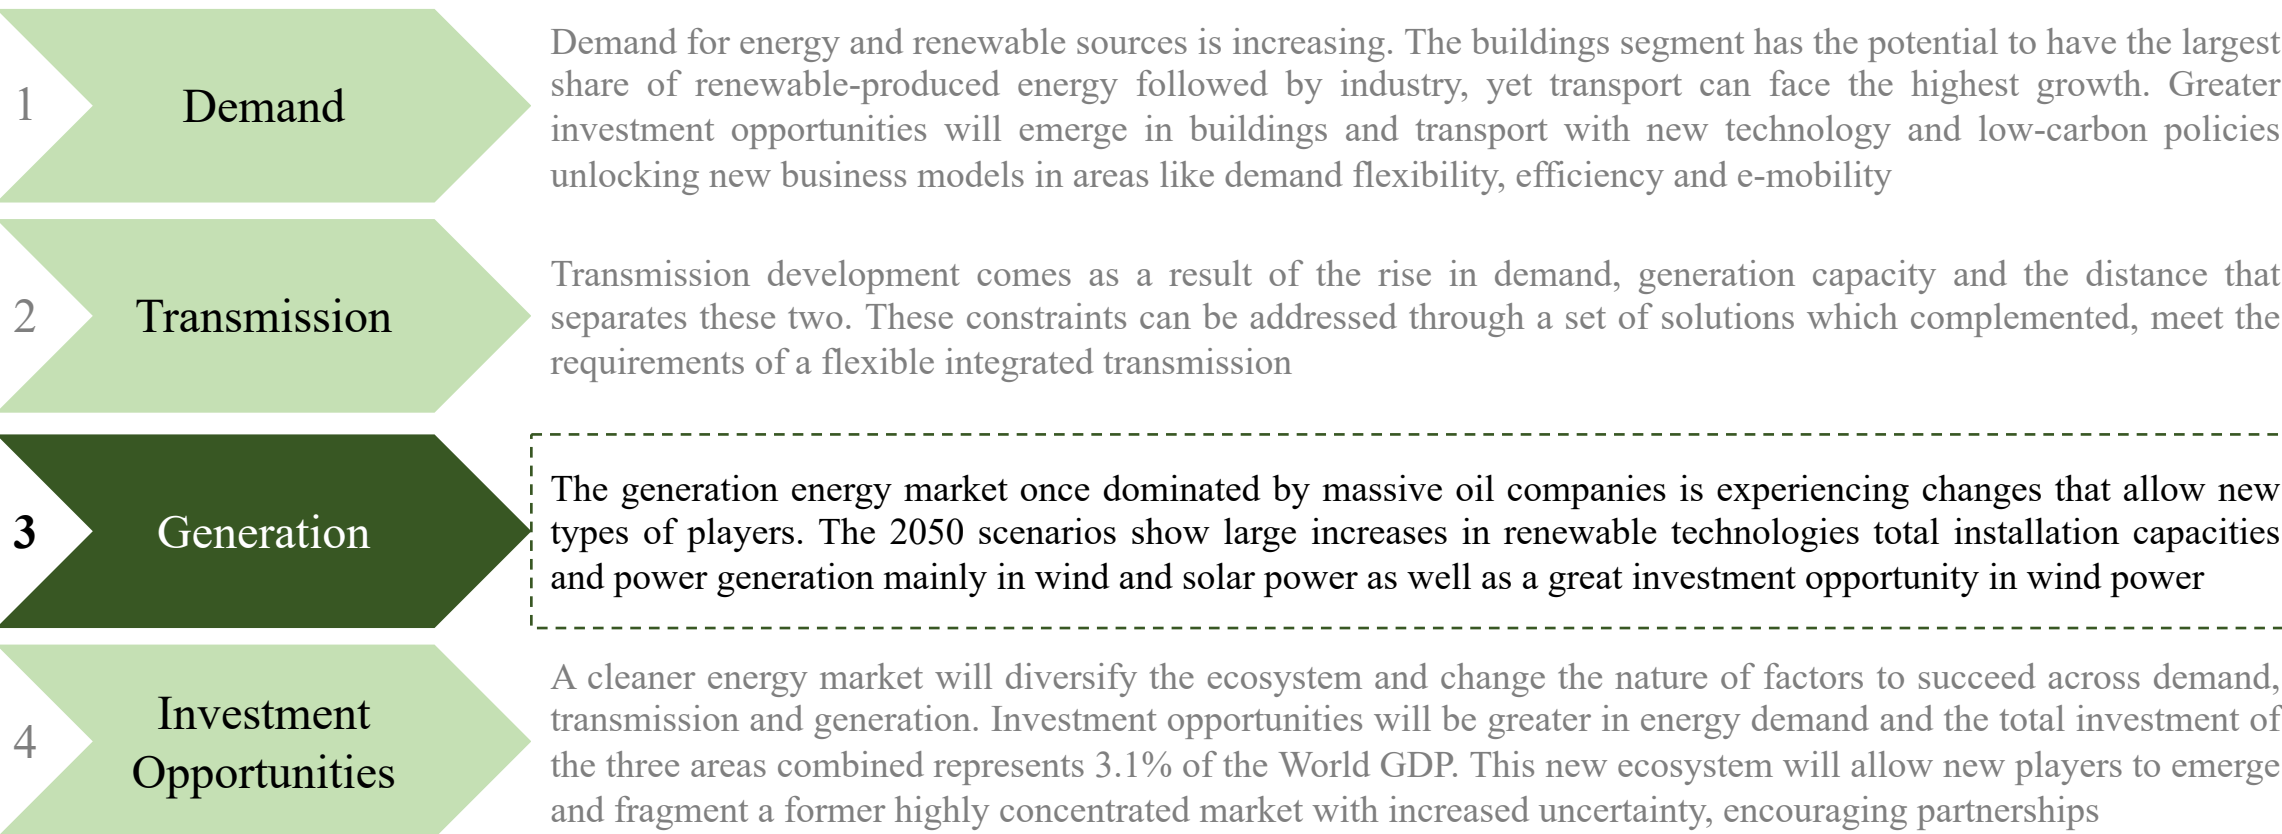 1
Demand
Demand for energy and renewable sources is increasing. The buildings segment has the potential to have the largest
share of renewable-produced energy followed by industry, yet transport can face the highest growth. Greater
investment opportunities will emerge in buildings and transport with new technology and low-carbon policies
unlocking new business models in areas like demand flexibility, efficiency and e-mobility
2
Transmission
Transmission development comes as a result of the rise in demand, generation capacity and the distance that
separates these two. These constraints can be addressed through a set of solutions which complemented, meet the
requirements of a flexible integrated transmission
3
Generation
The generation energy market once dominated by massive oil companies is experiencing changes that allow new
types of players. The 2050 scenarios show large increases in renewable technologies total installation capacities
and power generation mainly in wind and solar power as well as a great investment opportunity in wind power
4
Investment
Opportunities
A cleaner energy market will diversify the ecosystem and change the nature of factors to succeed across demand,
transmission and generation. Investment opportunities will be greater in energy demand and the total investment of
the three areas combined represents 3.1% of the World GDP. This new ecosystem will allow new players to emerge
and fragment a former highly concentrated market with increased uncertainty, encouraging partnerships